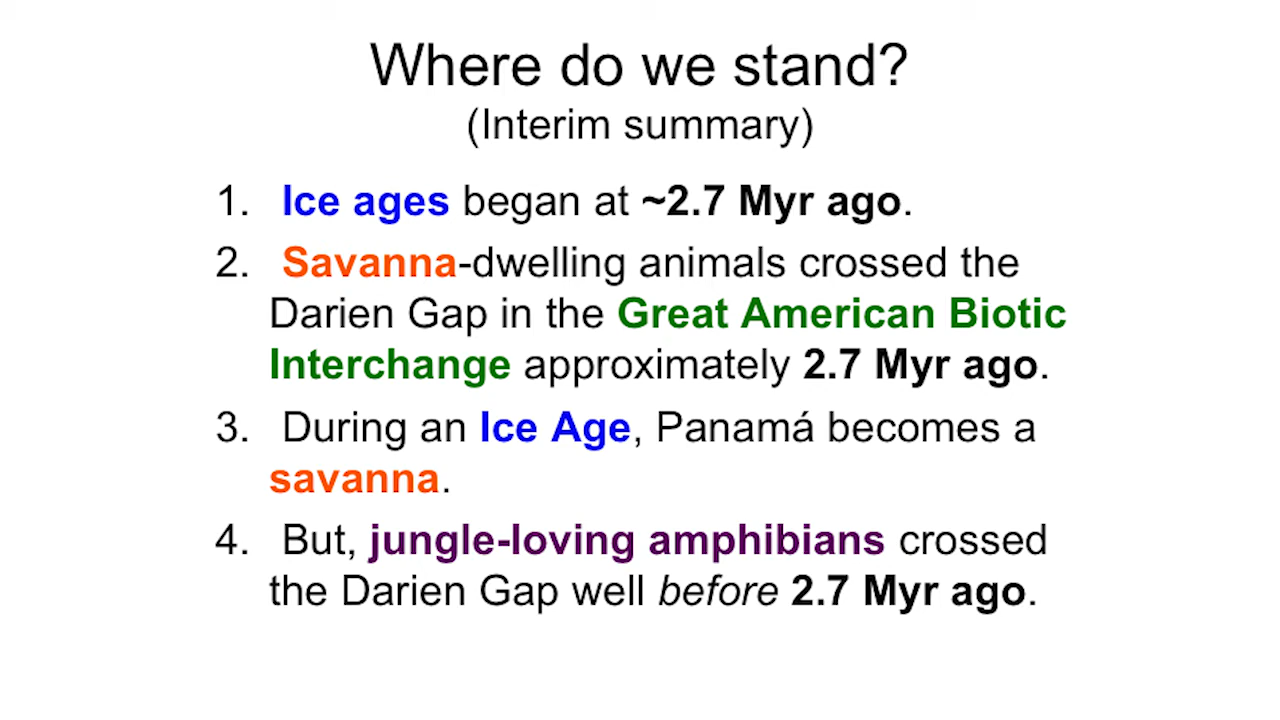 Where do we stand?
(Interim summary)
1. Ice ages began at ~2.7 Myr ago.
2. Savanna-dwelling animals crossed the
Darien Gap in the Great American Biotic
Interchange approximately 2.7 Myr ago.
3. During an Ice Age, Panamá becomes a
savanna.
4. But, jungle-loving amphibians crossed
the Darien Gap well before 2.7 Myr ago.